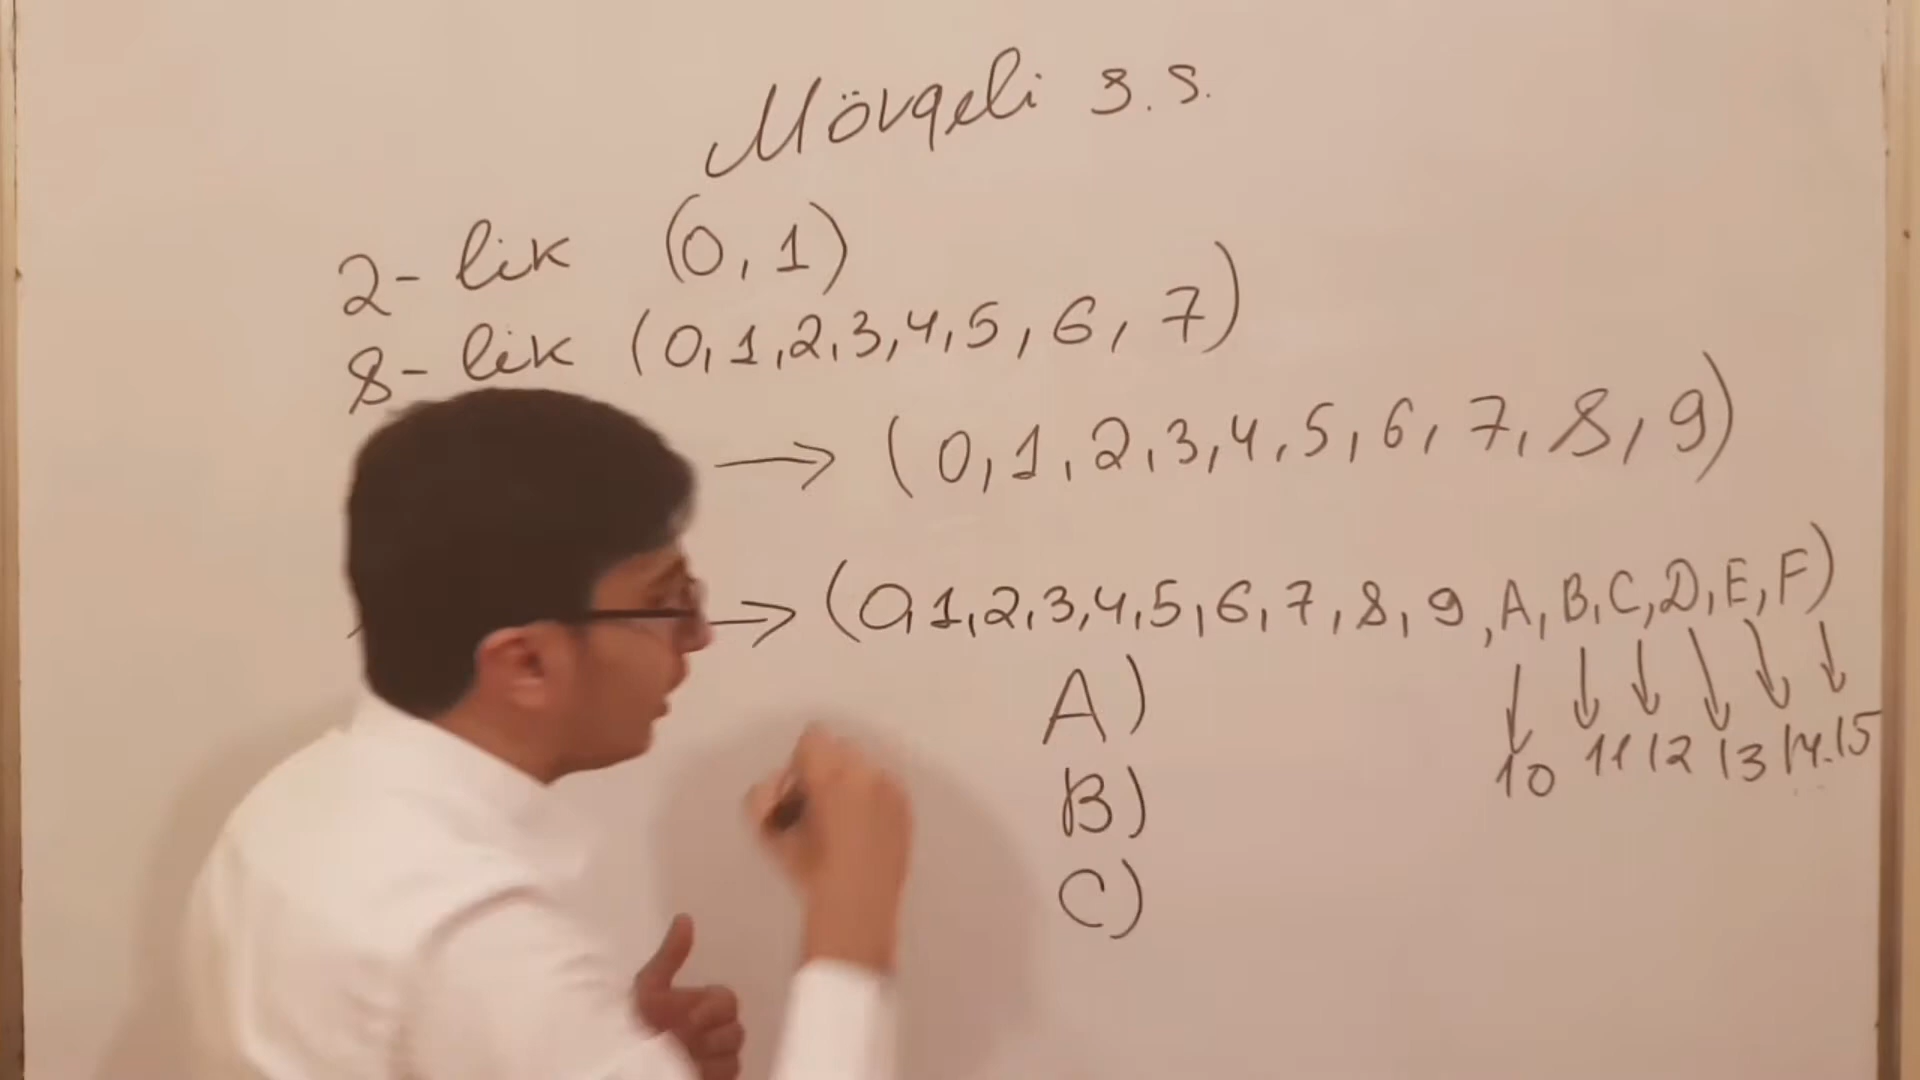 Mövqeli s.s.
2-lik (0, 1)
8-lik (0, 1, 2, 3, 4, 5, 6, 7)
→ (0, 1, 2, 3, 4, 5, 6, 7, 8, 9)
→ (0, 1, 2, 3, 4, 5, 6, 7, 8, 9, A, B, C, D, E, F)
10 11 12 13 14. 15
A)
B)
C)